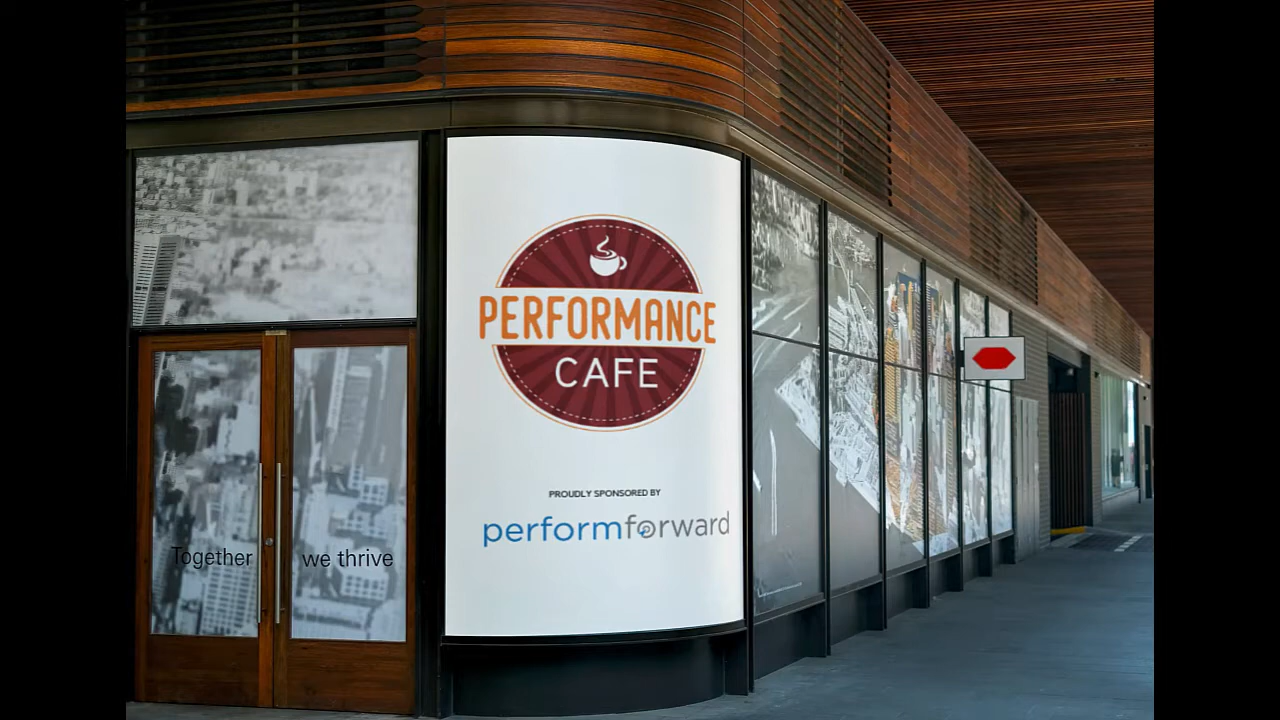 PERFORMANCE
CAFE
PROUDLY SPONSORED BY
performforward
Together we thrive